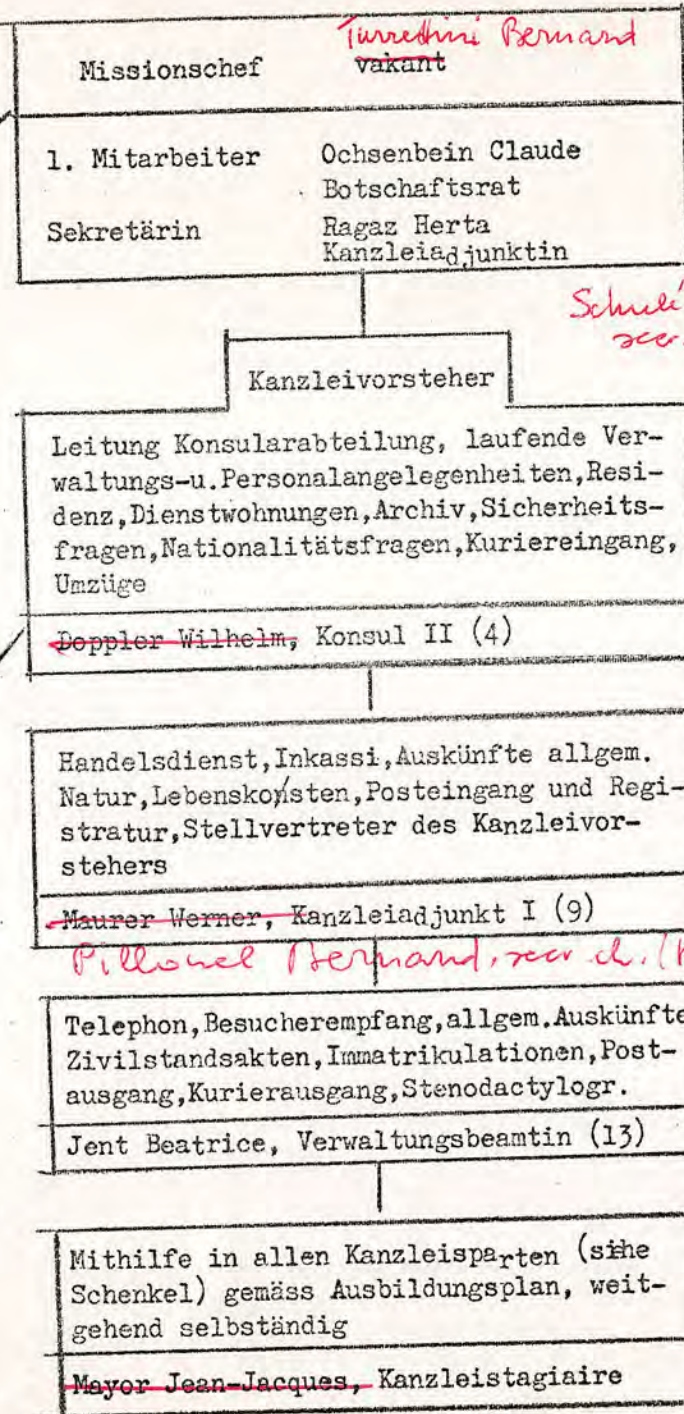 Turrettini Bernard
Missionschef vakant
1. Mitarbeiter Ochsenbein Claude
Botschaftsrat
Sekretärin Ragaz Herta
Kanzleiadjunktin
Kanzleivorsteher
Leitung Konsularabteilung, laufende Ver-
waltungs-u.Personalangelegenheiten,Resi-
denz,Dienstwohnungen,Archiv,Sicherheits-
fragen,Nationalitätsfragen,Kuriereingang,
Umzüge
Doppler Wilhelm, Konsul II (4)
Handelsdienst,Inkassi,Auskünfte allgem.
Natur,Lebenskosten,Posteingang und Regi-
stratur,Stellvertreter des Kanzleivor-
stehers
Maurer Werner, Kanzleiadjunkt I (9)
Pillonel Bernand, secr. ch.
Telephon,Besucherempfang,allgem.Auskünfte
Zivilstandsakten,Immatrikulationen,Post-
ausgang,Kurierausgang,Stenodactylogr.
Jent Beatrice, Verwaltungsbeamtin (13)
Mithilfe in allen Kanzleisparten (siehe
Schenkel) gemäss Ausbildungsplan, weit-
gehend selbständig
Mayor Jean-Jacques, Kanzleistagiaire